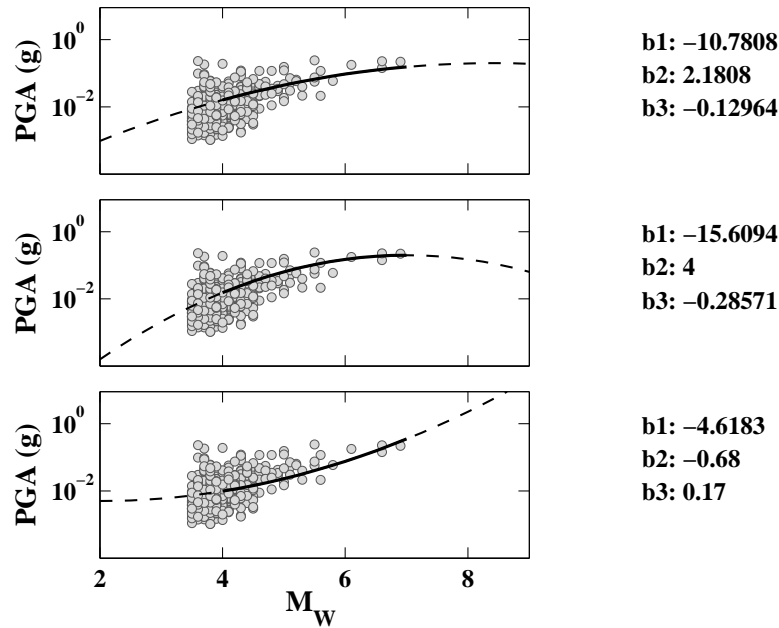 PGA (g)
10^0
10^−2
b1: −10.7808
b2: 2.1808
b3: −0.12964
PGA (g)
10^0
10^−2
b1: −15.6094
b2: 4
b3: −0.28571
PGA (g)
10^0
10^−2
b1: −4.6183
b2: −0.68
b3: 0.17
2 4 6 8
M_W